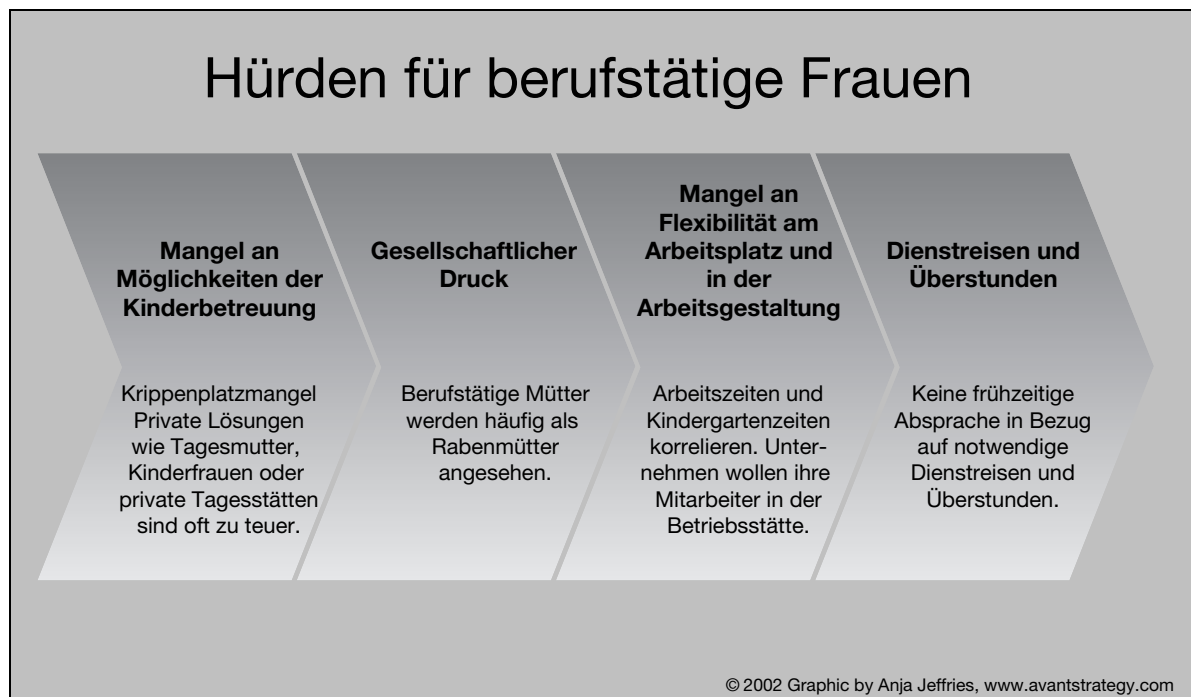 Hürden für berufstätige Frauen
Mangel an
Möglichkeiten der
Kinderbetreuung
Krippenplatzmangel
Private Lösungen
wie Tagesmutter,
Kinderfrauen oder
private Tagesstätten
sind oft zu teuer.
Gesellschaftlicher
Druck
Berufstätige Mütter
werden häufig als
Rabenmütter
angesehen.
Mangel an
Flexibilität am
Arbeitsplatz und
in der
Arbeitsgestaltung
Arbeitszeiten und
Kindergartenzeiten
korrelieren. Unter-
nehmen wollen ihre
Mitarbeiter in der
Betriebsstätte.
Dienstreisen und
Überstunden
Keine frühzeitige
Absprache in Bezug
auf notwendige
Dienstreisen und
Überstunden.
© 2002 Graphic by Anja Jeffries, www.avantstrategy.com